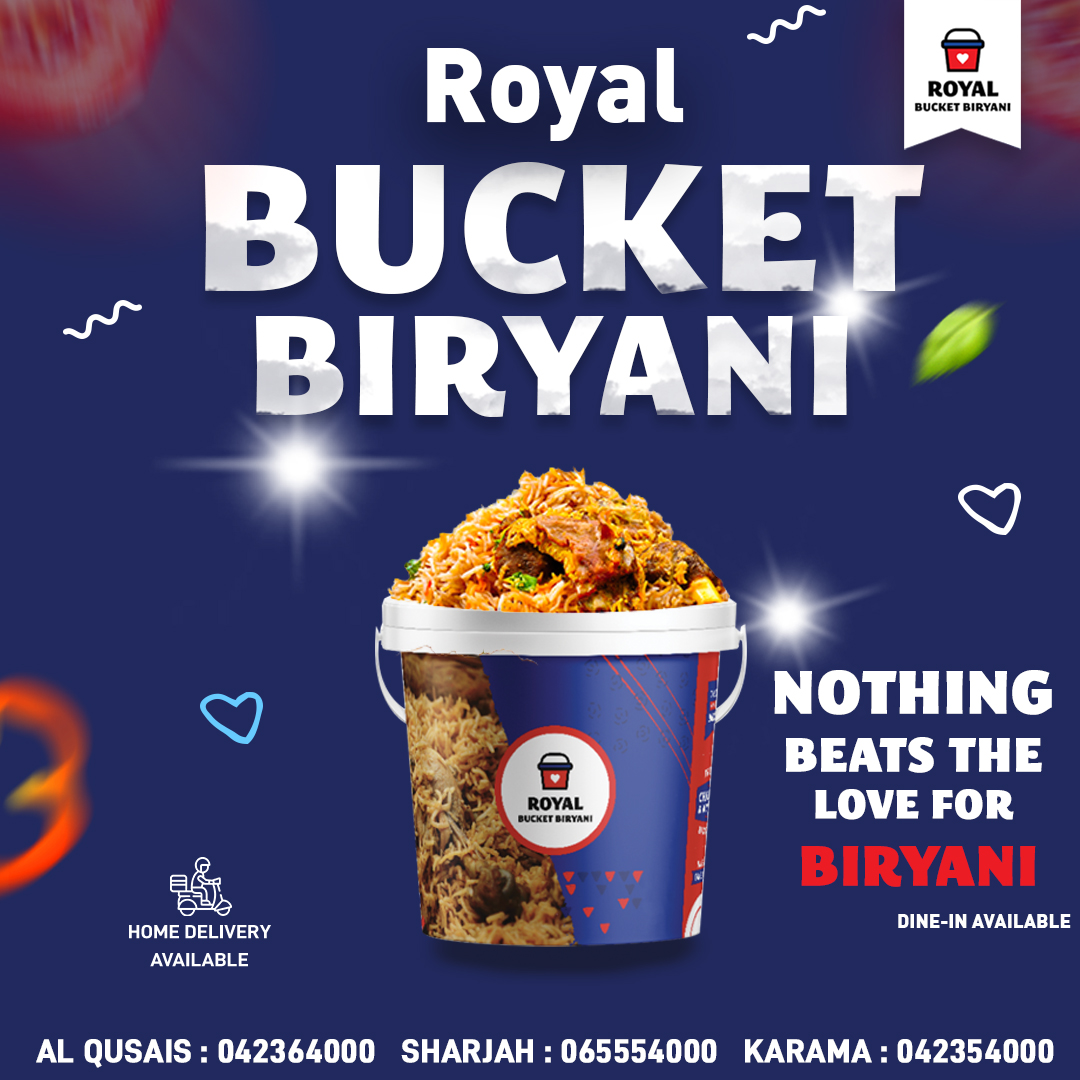 Royal
BUCKET
BIRYANI
ROYAL
BUCKET BIRYANI
ROYAL
BUCKET BIRYANI
NOTHING
BEATS THE
LOVE FOR
BIRYANI
DINE-IN AVAILABLE
HOME DELIVERY
AVAILABLE
AL QUSAIS : 042364000 SHARJAH : 065554000 KARAMA : 042354000